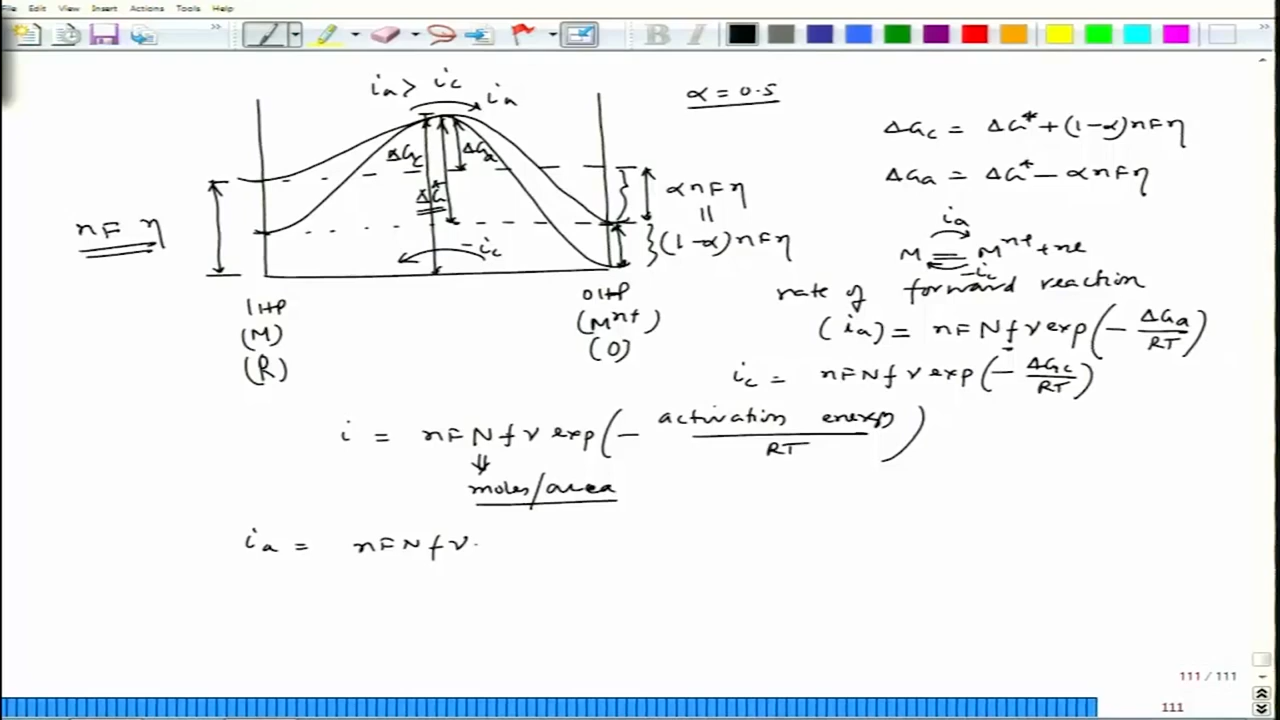 File Edit View Insert Actions Tools Help
ia > ic
ia
α = 0.5
ΔGc = ΔG* + (1-α)nFη
ΔGa = ΔG* - αnFη
ΔGc
ΔGa
ΔG*
αnFη
||
(1-α)nFη
nFη
-ic
ia
M = Mⁿ⁺ + ne
-ic
rate of forward reaction
(ia) = nFNfν exp(- ΔGa/RT)
ic = nFNfν exp(- ΔGc/RT)
IHP
(M)
(R)
OHP
(Mⁿ⁺)
(O)
i = nFNfν exp(- activation energy/RT)
moles/area
ia = nFNfν.
111 / 111
111